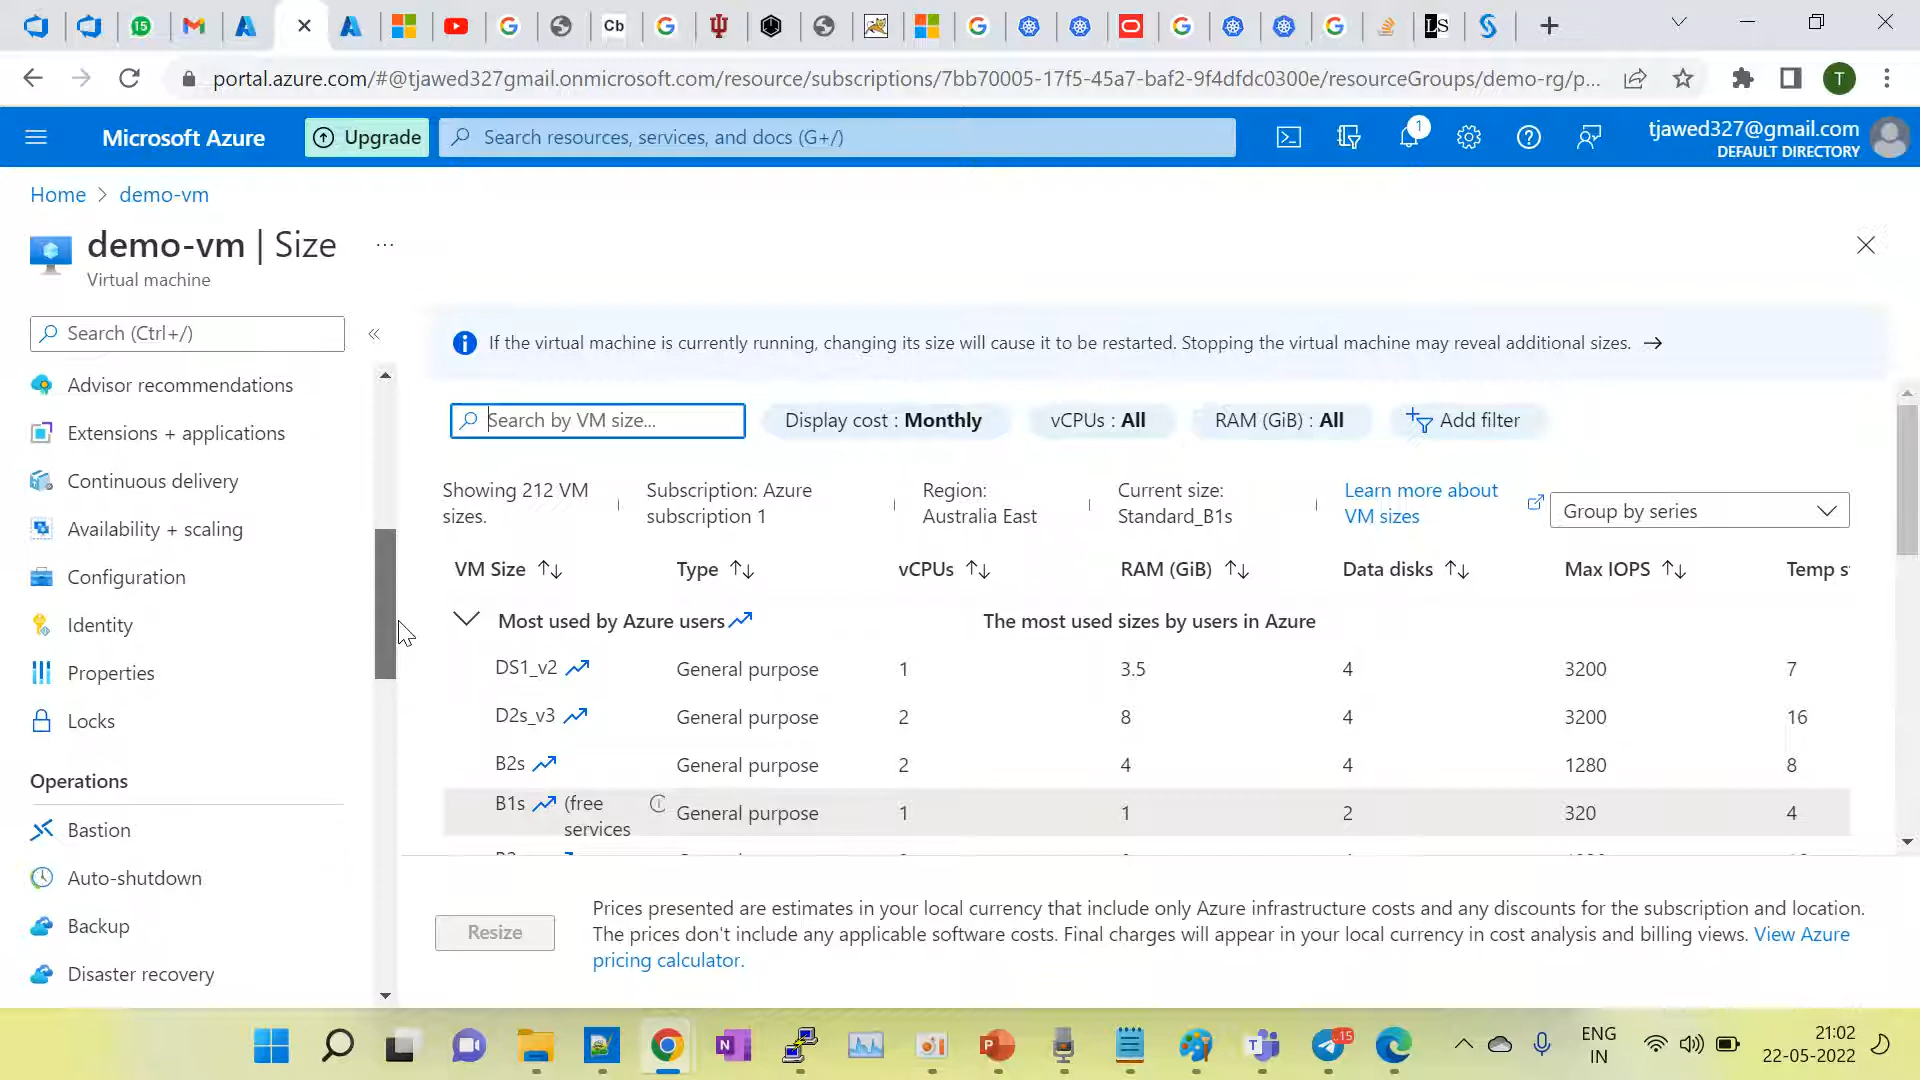 15
Cb
LS
portal.azure.com/#@tjawed327gmail.onmicrosoft.com/resource/subscriptions/7bb70005-17f5-45a7-baf2-9f4dfdc0300e/resourceGroups/demo-rg/p...
T
Microsoft Azure
Upgrade
Search resources, services, and docs (G+/)
1
tjawed327@gmail.com
DEFAULT DIRECTORY
Home > demo-vm
demo-vm | Size
...
Virtual machine
Search (Ctrl+/)
Advisor recommendations
Extensions + applications
Continuous delivery
Availability + scaling
Configuration
Identity
Properties
Locks
Operations
Bastion
Auto-shutdown
Backup
Disaster recovery
If the virtual machine is currently running, changing its size will cause it to be restarted. Stopping the virtual machine may reveal additional sizes.
Search by VM size...
Display cost : Monthly
vCPUs : All
RAM (GiB) : All
Add filter
Showing 212 VM
sizes.
Subscription: Azure
subscription 1
Region:
Australia East
Current size:
Standard_B1s
Learn more about
VM sizes
Group by series
VM Size Type vCPUs RAM (GiB) Data disks Max IOPS Temp s
Most used by Azure users The most used sizes by users in Azure
DS1_v2 General purpose 1 3.5 4 3200 7
D2s_v3 General purpose 2 8 4 3200 16
B2s General purpose 2 4 4 1280 8
B1s (free
services General purpose 1 1 2 320 4
Resize
Prices presented are estimates in your local currency that include only Azure infrastructure costs and any discounts for the subscription and location.
The prices don't include any applicable software costs. Final charges will appear in your local currency in cost analysis and billing views. View Azure
pricing calculator.
15
ENG
IN
21:02
22-05-2022